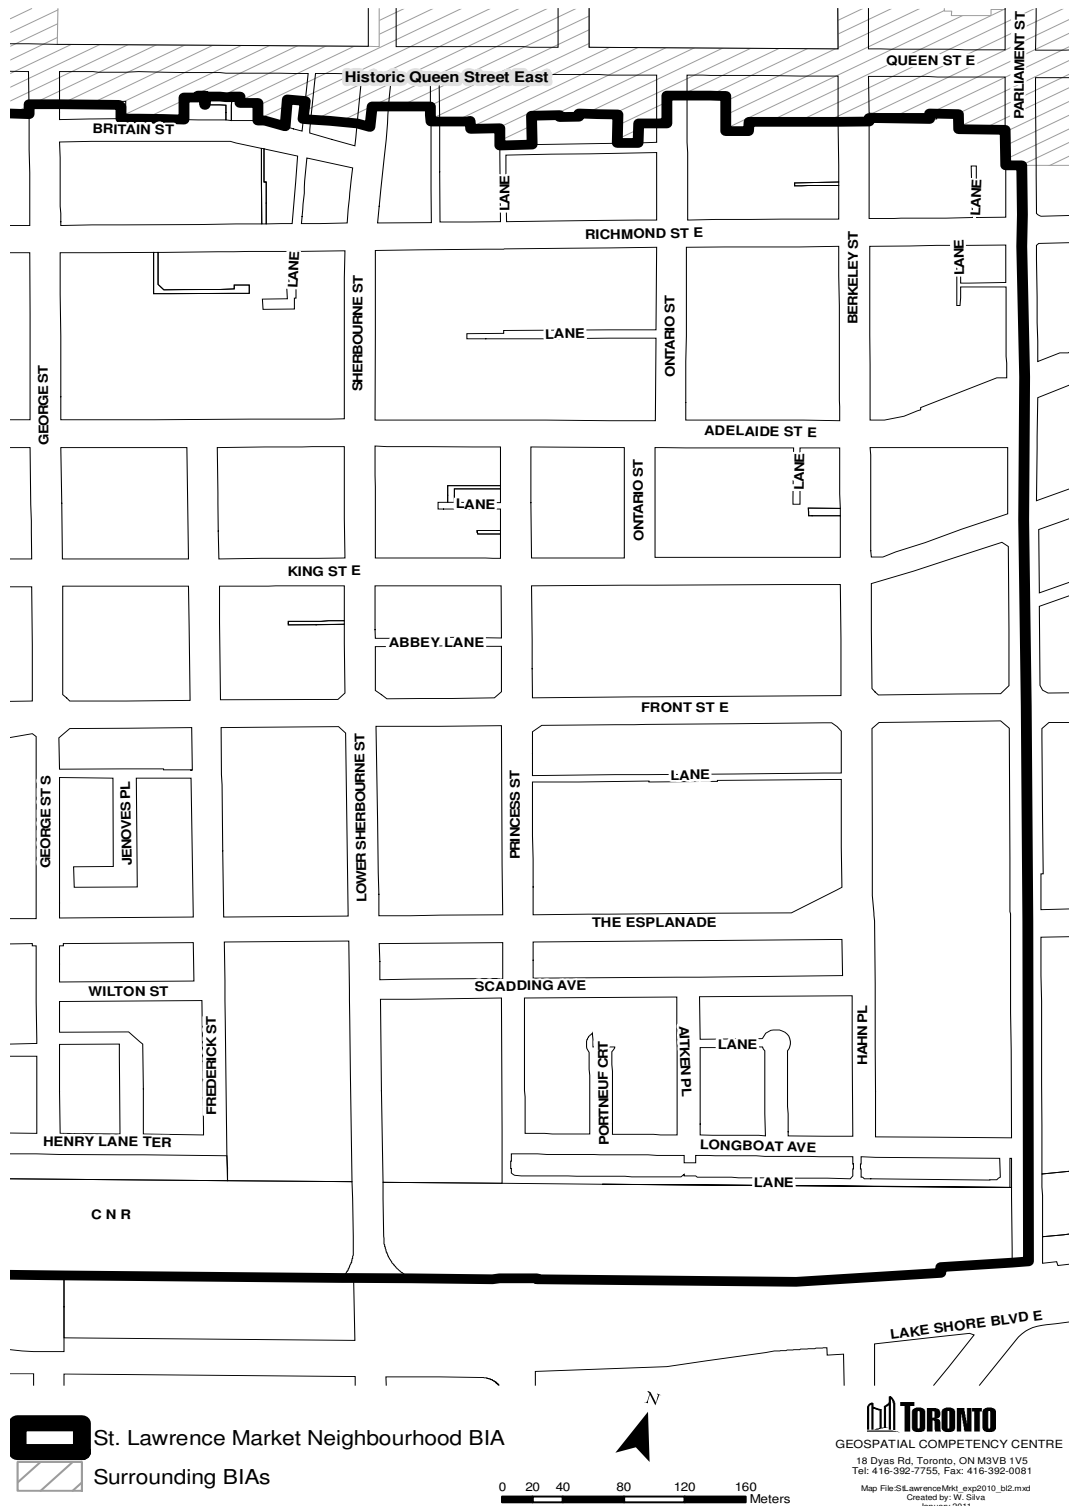 PARLIAMENT ST
QUEEN ST E
Historic Queen Street East
BRITAIN ST
LANE
LANE
RICHMOND ST E
LANE
LANE
SHERBOURNE ST
BERKELEY ST
ONTARIO ST
LANE
GEORGE ST
ADELAIDE ST E
LANE
ONTARIO ST
LANE
KING ST E
ABBEY LANE
FRONT ST E
LOWER SHERBOURNE ST
GEORGE ST S
JENOVES PL
PRINCESS ST
LANE
THE ESPLANADE
SCADDING AVE
WILTON ST
FREDERICK ST
PORTNEUF CRT
AITKEN PL
LANE
HAHN PL
HENRY LANE TER
LONGBOAT AVE
LANE
C N R
LAKE SHORE BLVD E
N
St. Lawrence Market Neighbourhood BIA
Surrounding BIAs
0 20 40 80 120 160
Meters
TORONTO
GEOSPATIAL COMPETENCY CENTRE
18 Dyas Rd, Toronto, ON M3VB 1V5
Tel: 416-392-7755, Fax: 416-392-0081
Map File:St.LawrenceMrkt_exp2010_bl2.mxd
Created by: W. Silva